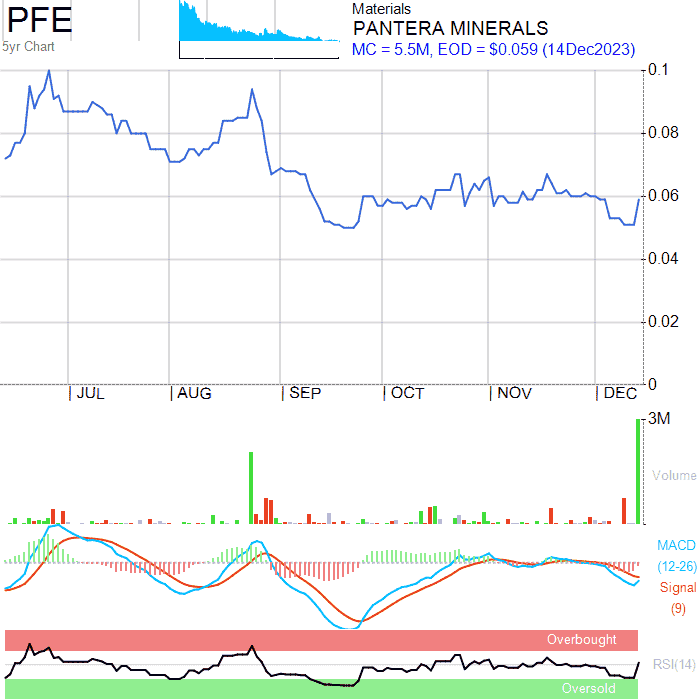 PFE
5yr Chart
Materials
PANTERA MINERALS
MC = 5.5M, EOD = $0.059 (14Dec2023)
0.1
0.08
0.06
0.04
0.02
0
JUL AUG SEP OCT NOV DEC
3M
Volume
MACD
(12-26)
Signal
(9)
Overbought
RSI(14)
Oversold